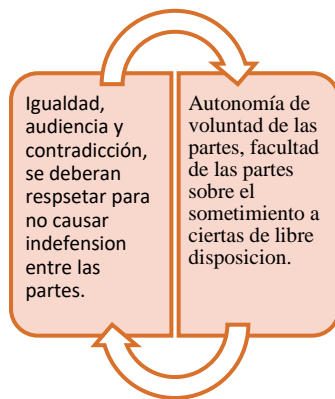 Igualdad,
audiencia y
contradicción,
se deberan
respsetar para
no causar
indefension
entre las
partes.
Autonomía de
voluntad de las
partes, facultad
de las partes
sobre el
sometimiento a
ciertas de libre
disposicion.